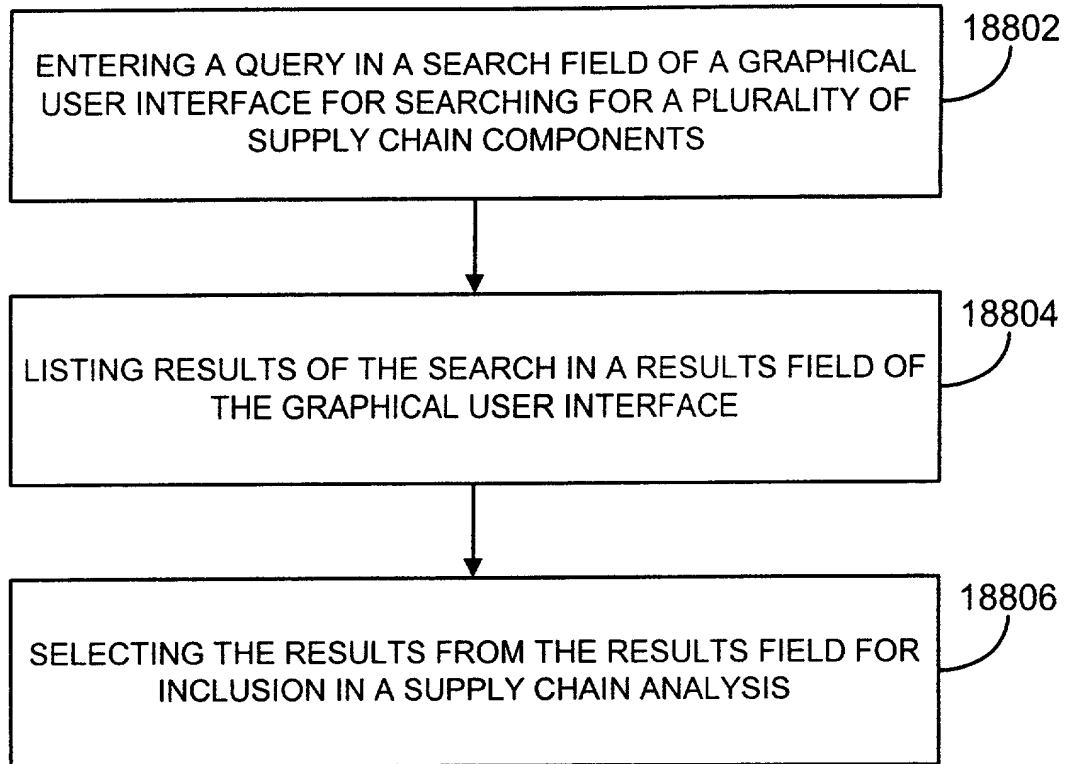 18802
ENTERING A QUERY IN A SEARCH FIELD OF A GRAPHICAL
USER INTERFACE FOR SEARCHING FOR A PLURALITY OF
SUPPLY CHAIN COMPONENTS
18804
LISTING RESULTS OF THE SEARCH IN A RESULTS FIELD OF
THE GRAPHICAL USER INTERFACE
18806
SELECTING THE RESULTS FROM THE RESULTS FIELD FOR
INCLUSION IN A SUPPLY CHAIN ANALYSIS